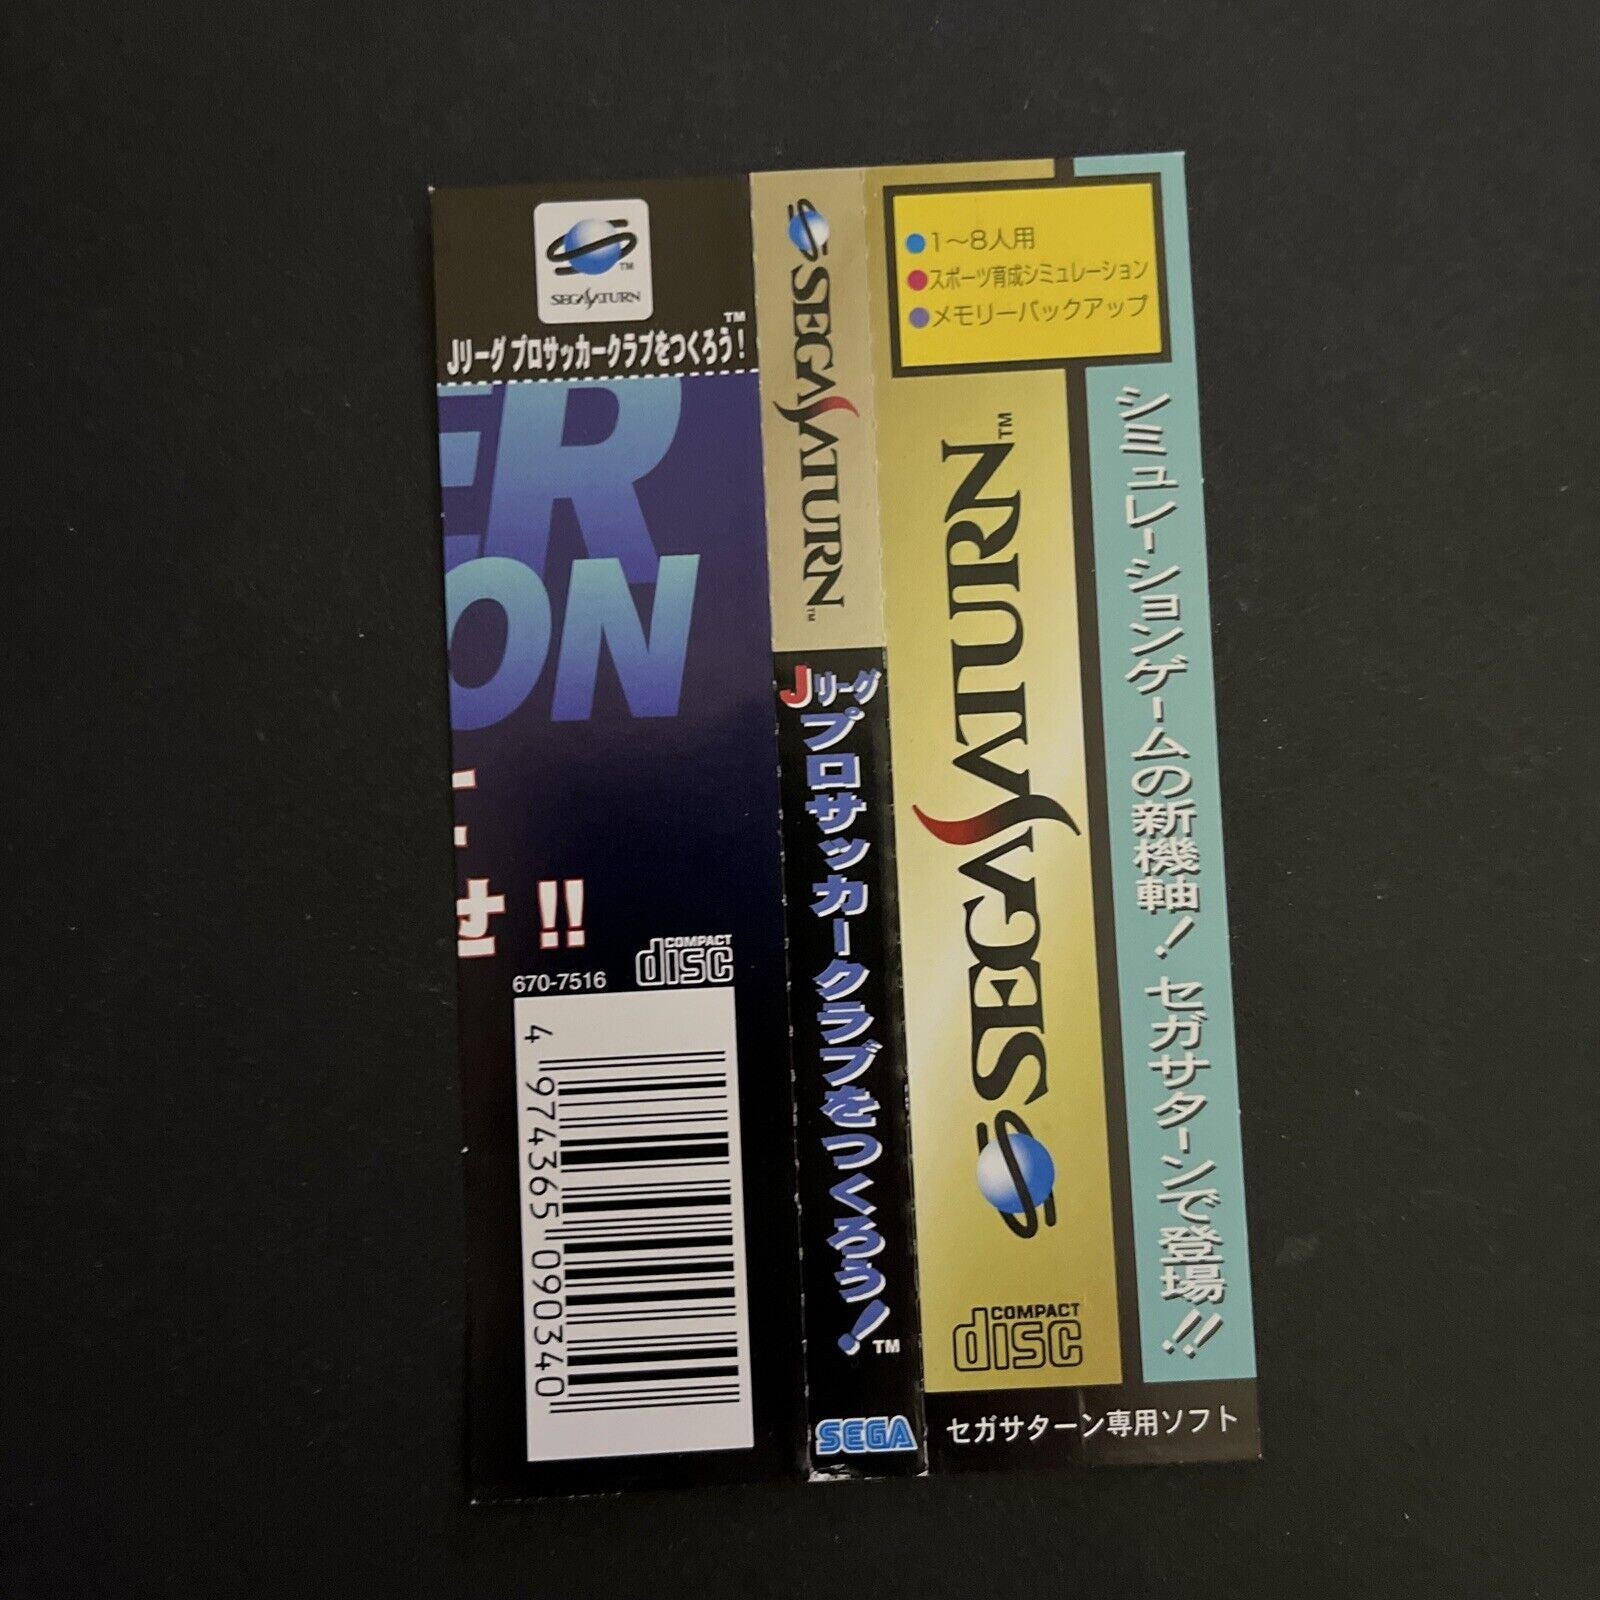 SEGA SATURN
TM
TM
Jリーグ プロサッカークラブをつくろう!
ER
ON
せ!!
670-7516
COMPACT
disc
4 974365 090340
SEGA SATURN
TM
Jリーグ
プロサッカークラブをつくろう!
TM
SEGA
●1〜8人用
●スポーツ育成シミュレーション
●メモリーバックアップ
SEGA SATURN
TM
COMPACT
disc
シミュレーションゲームの新機軸! セガサターンで登場!!
セガサターン専用ソフト